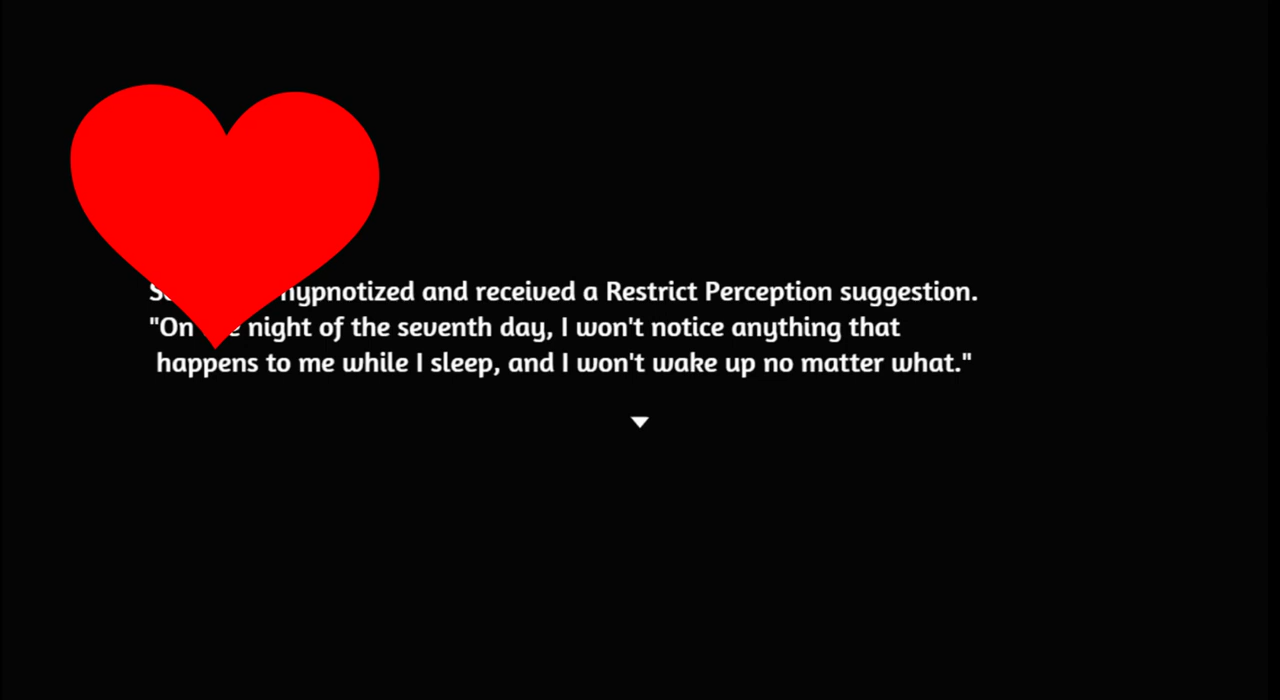 hypnotized and received a Restrict Perception suggestion.
"On night of the seventh day, I won't notice anything that
happens to me while I sleep, and I won't wake up no matter what."